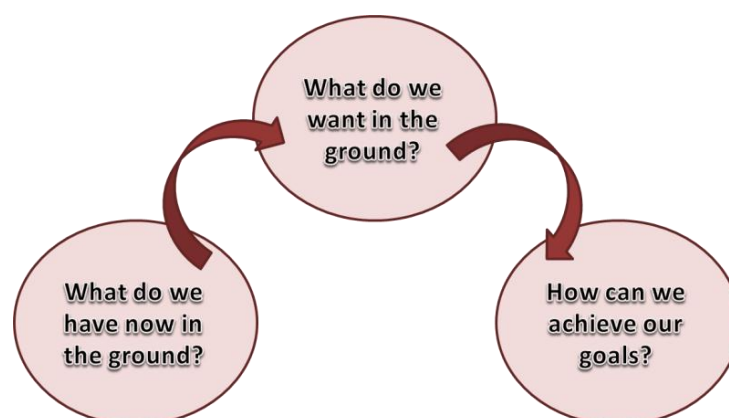 What do we
want in the
ground?
What do we
have now in
the ground?
How can we
achieve our
goals?